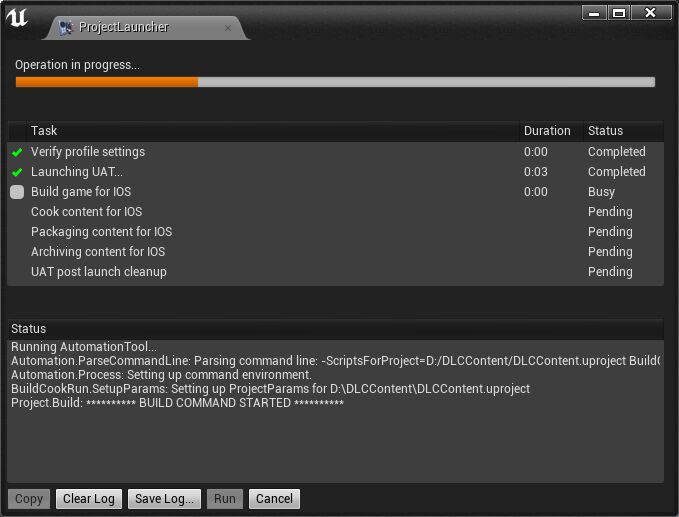 ProjectLauncher
Operation in progress...
Task Duration Status
Verify profile settings 0:00 Completed
Launching UAT... 0:03 Completed
Build game for IOS 0:00 Busy
Cook content for IOS Pending
Packaging content for IOS Pending
Archiving content for IOS Pending
UAT post launch cleanup Pending
Status
Running AutomationTool...
Automation.ParseCommandLine: Parsing command line: -ScriptsForProject=D:/DLCContent/DLCContent.uproject BuildC
Automation.Process: Setting up command environment.
BuildCookRun.SetupParams: Setting up ProjectParams for D:\DLCContent\DLCContent.uproject
Project.Build: ********** BUILD COMMAND STARTED **********
Copy Clear Log Save Log... Run Cancel